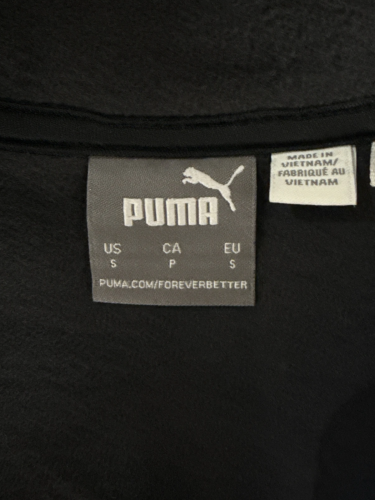 PUMA
US CA EU
S P S
PUMA.COM/FOREVERBETTER
MADE IN
VIETNAM/
FABRIQUÉ AU
VIETNAM